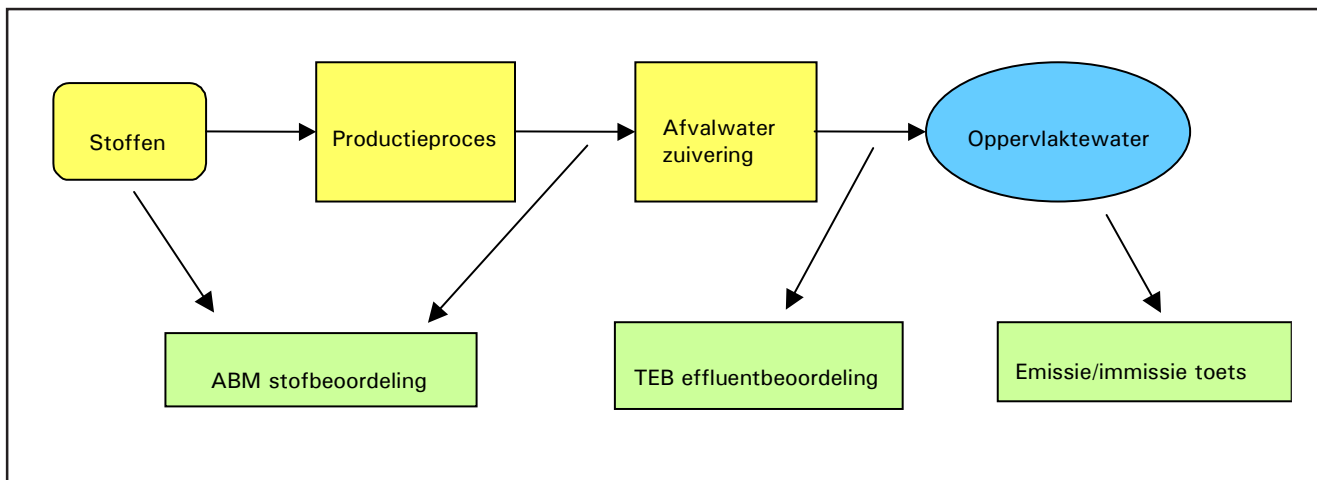 Stoffen
Productieproces
Afvalwater
zuivering
Oppervlaktewater
ABM stofbeoordeling
TEB effluentbeoordeling
Emissie/immissie toets